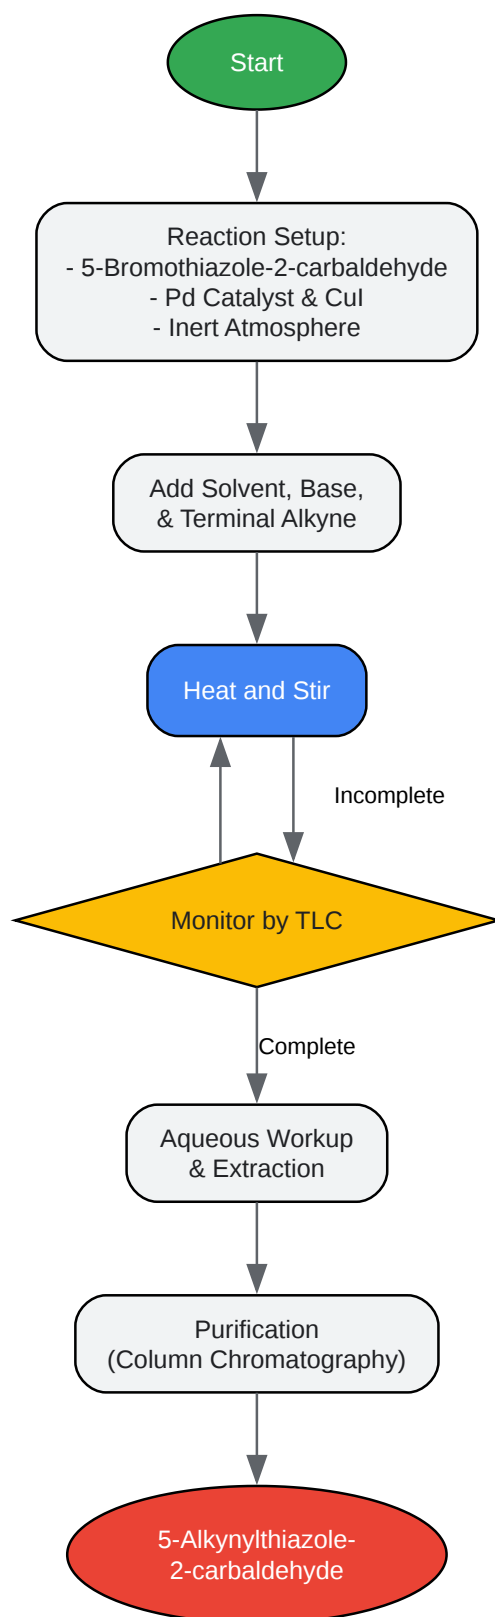 Start
Reaction Setup:
- 5-Bromothiazole-2-carbaldehyde
- Pd Catalyst & CuI
- Inert Atmosphere
Add Solvent, Base,
& Terminal Alkyne
Heat and Stir
Incomplete
Monitor by TLC
Complete
Aqueous Workup
& Extraction
Purification
(Column Chromatography)
5-Alkynylthiazole-
2-carbaldehyde